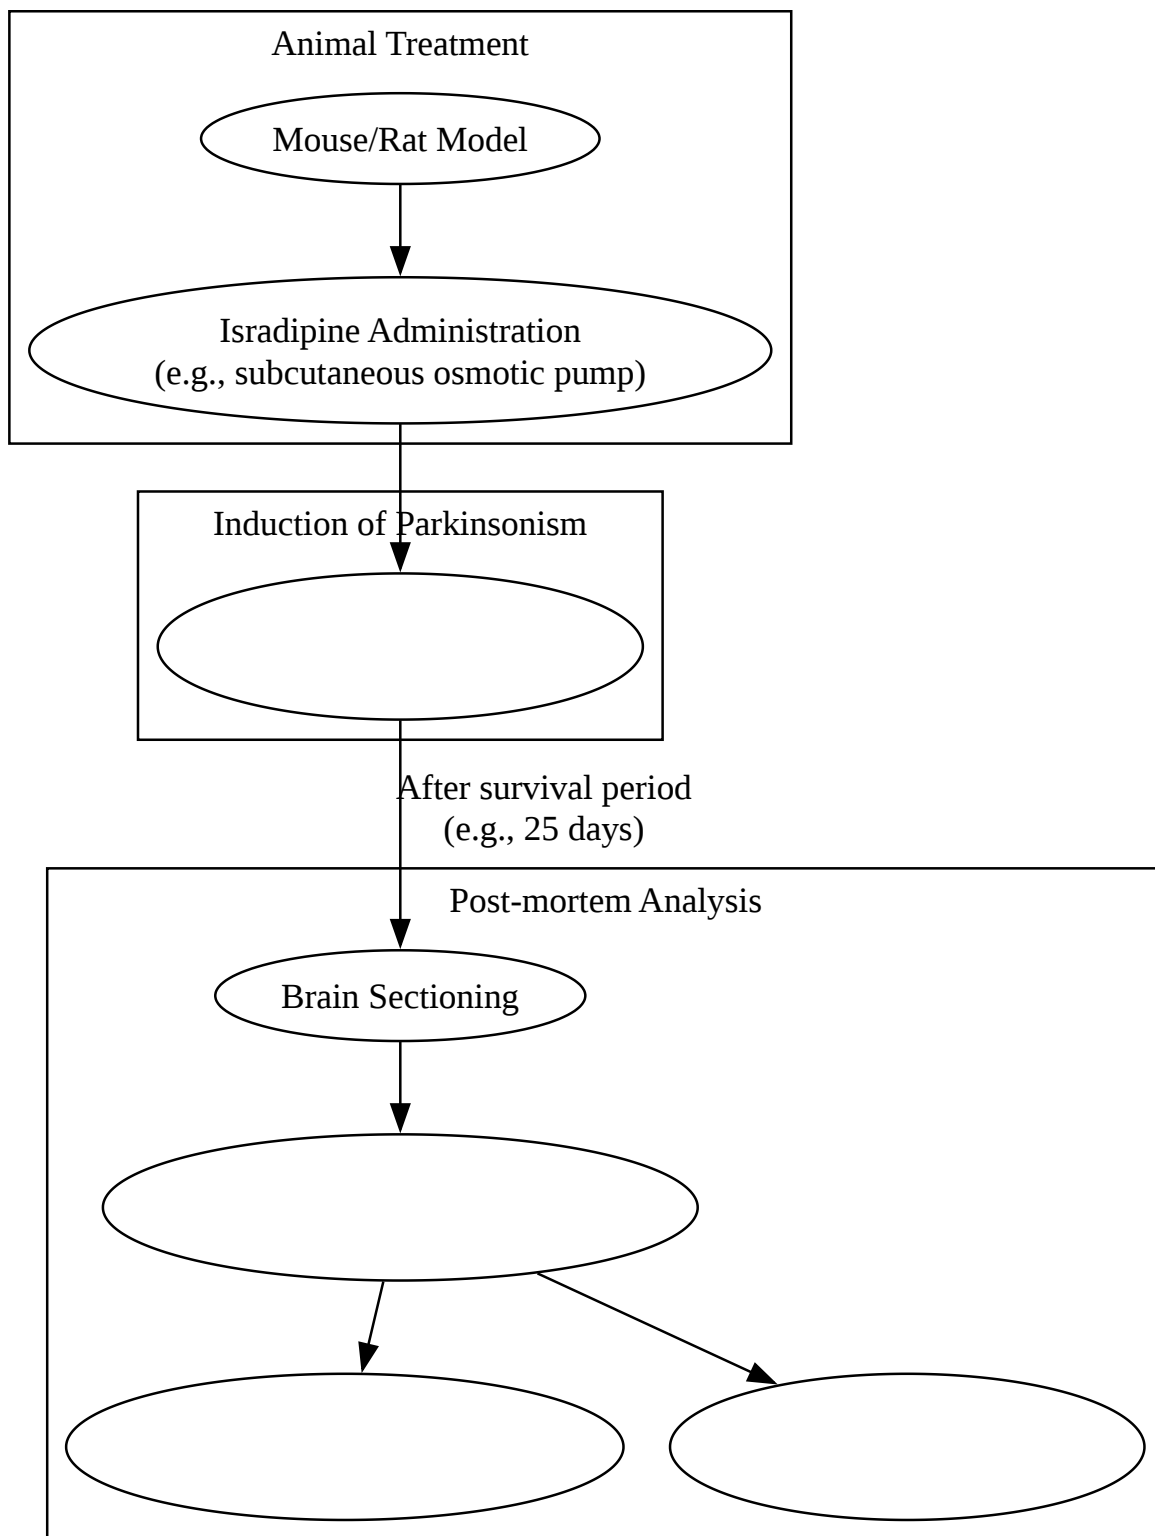 Animal Treatment
Mouse/Rat Model
Isradipine Administration
(e.g., subcutaneous osmotic pump)
Induction of Parkinsonism
After survival period
(e.g., 25 days)
Post-mortem Analysis
Brain Sectioning